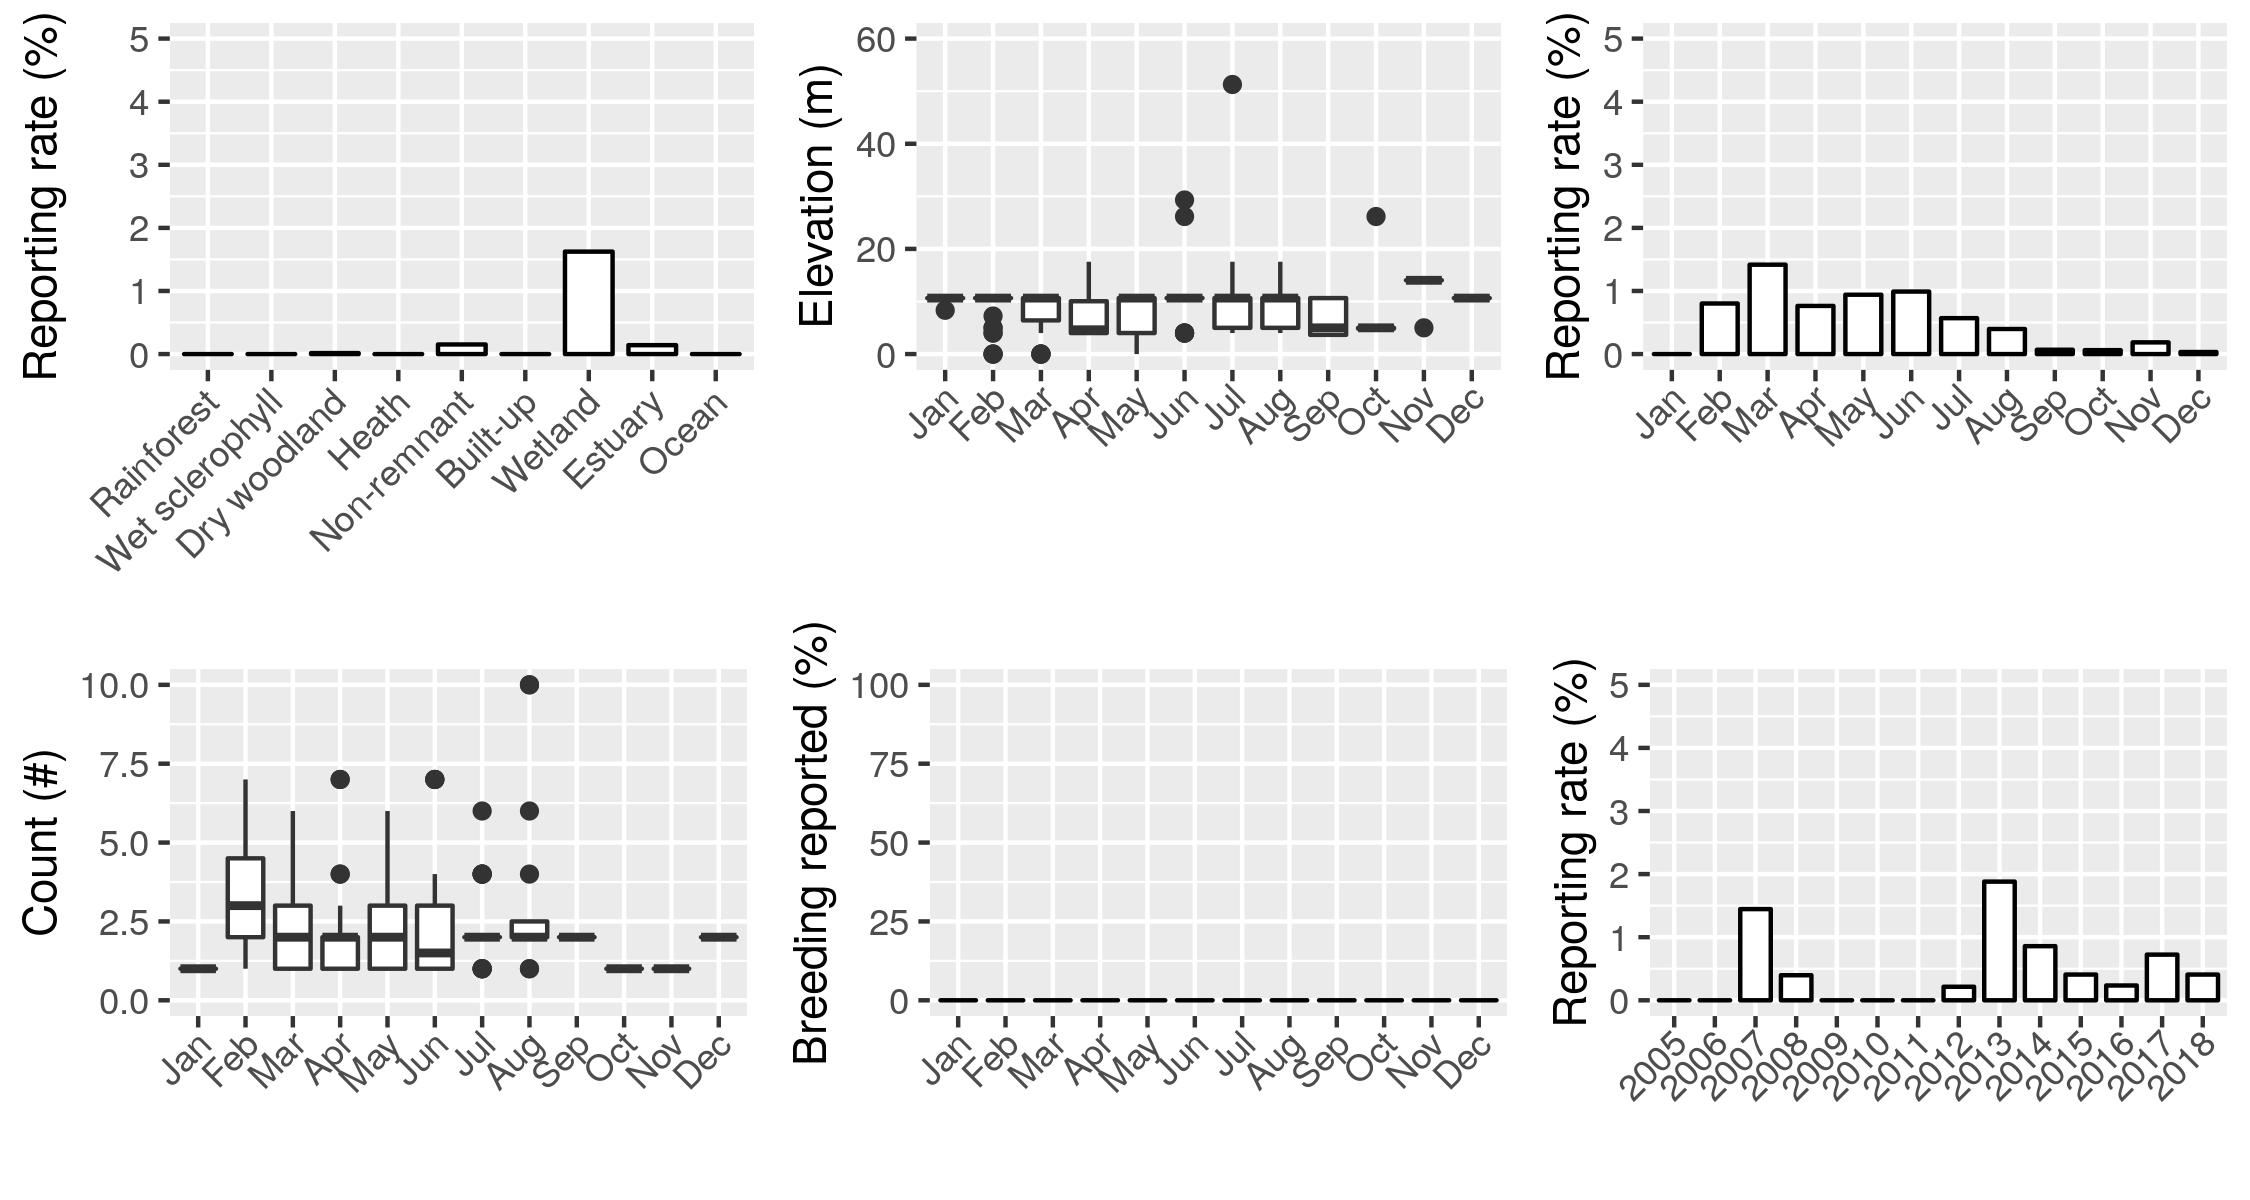 Reporting rate (%)
5
4
3
2
1
0
Rainforest
Wet sclerophyll
Dry woodland
Heath
Non-remnant
Built-up
Wetland
Estuary
Ocean
Elevation (m)
60
40
20
0
Jan
Feb
Mar
Apr
May
Jun
Jul
Aug
Sep
Oct
Nov
Dec
Reporting rate (%)
5
4
3
2
1
0
Jan
Feb
Mar
Apr
May
Jun
Jul
Aug
Sep
Oct
Nov
Dec
Count (#)
10.0
7.5
5.0
2.5
0.0
Jan
Feb
Mar
Apr
May
Jun
Jul
Aug
Sep
Oct
Nov
Dec
Breeding reported (%)
100
75
50
25
0
Jan
Feb
Mar
Apr
May
Jun
Jul
Aug
Sep
Oct
Nov
Dec
Reporting rate (%)
5
4
3
2
1
0
2005
2006
2007
2008
2009
2010
2011
2012
2013
2014
2015
2016
2017
2018